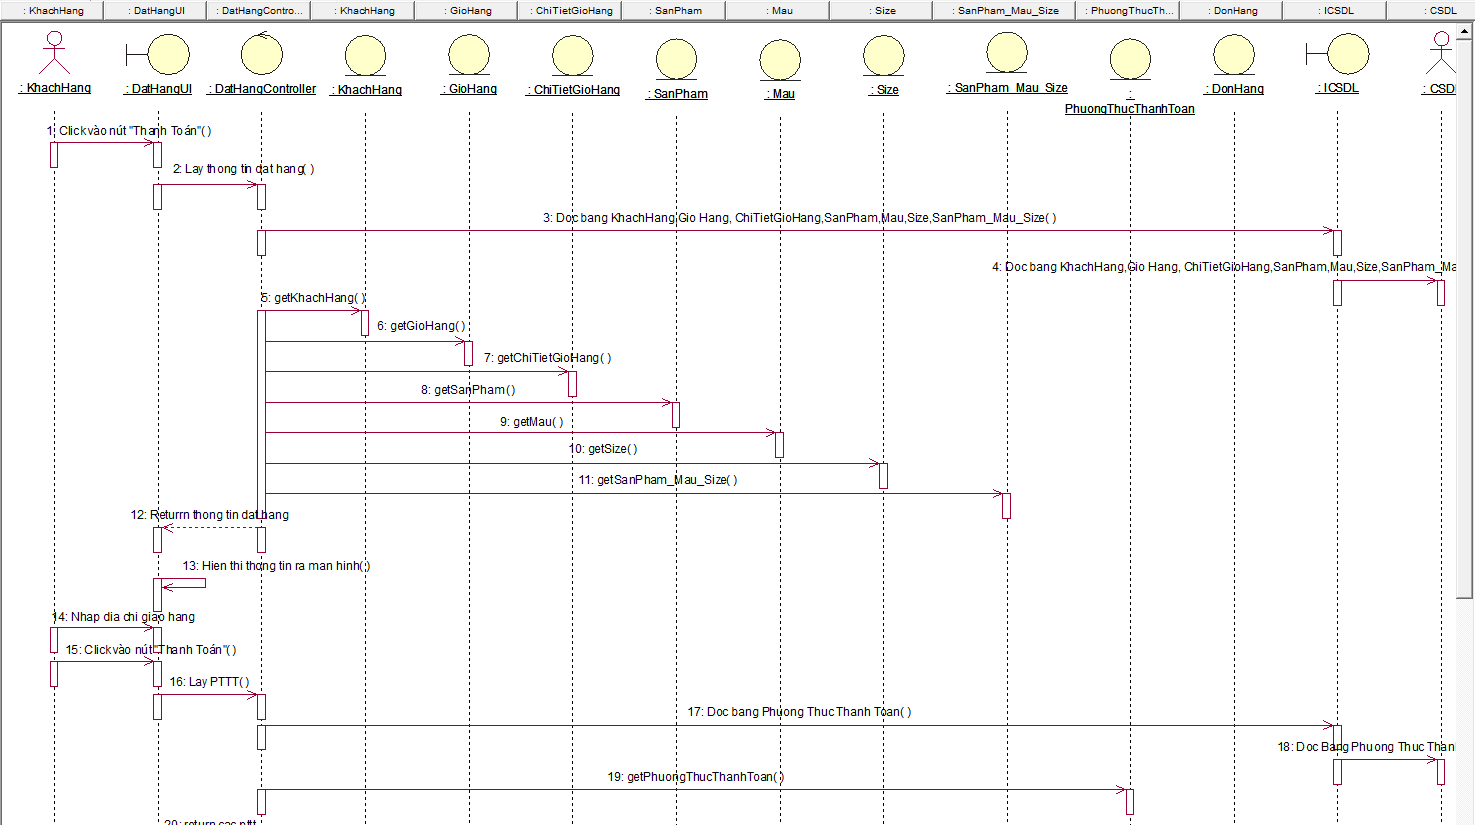 : KhachHang
: DatHangUI
: DatHangContro...
: KhachHang
: GioHang
: ChiTietGioHang
: SanPham
: Mau
: Size
: SanPham_Mau_Size
: PhuongThucTh...
: DonHang
: ICSDL
: CSDL
: KhachHang
: DatHangUI
: DatHangController
: KhachHang
: GioHang
: ChiTietGioHang
: SanPham
: Mau
: Size
: SanPham_Mau_Size
:
PhuongThucThanhToan
: DonHang
: ICSDL
: CSD
1: Click vào nút "Thanh Toán"( )
2: Lay thong tin dat hang( )
3: Doc bang KhachHang,Gio Hang, ChiTietGioHang,SanPham,Mau,Size,SanPham_Mau_Size( )
4: Doc bang KhachHang,Gio Hang, ChiTietGioHang,SanPham,Mau,Size,SanPham_Ma
5: getKhachHang( )
6: getGioHang( )
7: getChiTietGioHang( )
8: getSanPham( )
9: getMau( )
10: getSize( )
11: getSanPham_Mau_Size( )
12: Returrn thong tin dat hang
13: Hien thi thong tin ra man hinh( )
14: Nhap dia chi giao hang
15: Click vào nút "Thanh Toán"( )
16: Lay PTTT( )
17: Doc bang Phuong Thuc Thanh Toan( )
18: Doc Bang Phuong Thuc Than
19: getPhuongThucThanhToan( )
20: return cac pttt